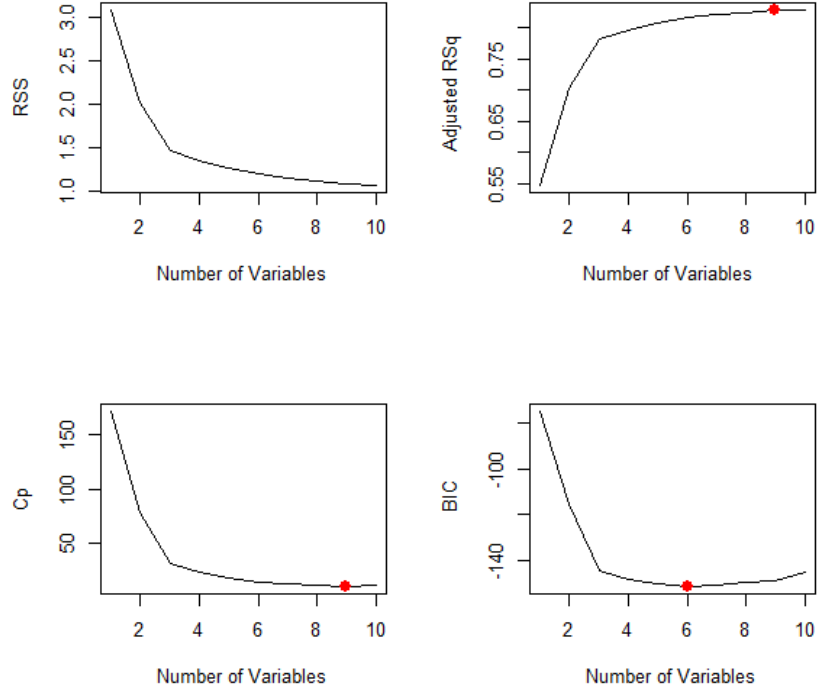 RSS
3.0
2.5
2.0
1.5
1.0
2 4 6 8 10
Number of Variables
Adjusted RSq
0.75
0.65
0.55
2 4 6 8 10
Number of Variables
Cp
150
100
50
2 4 6 8 10
Number of Variables
BIC
-100
-140
2 4 6 8 10
Number of Variables